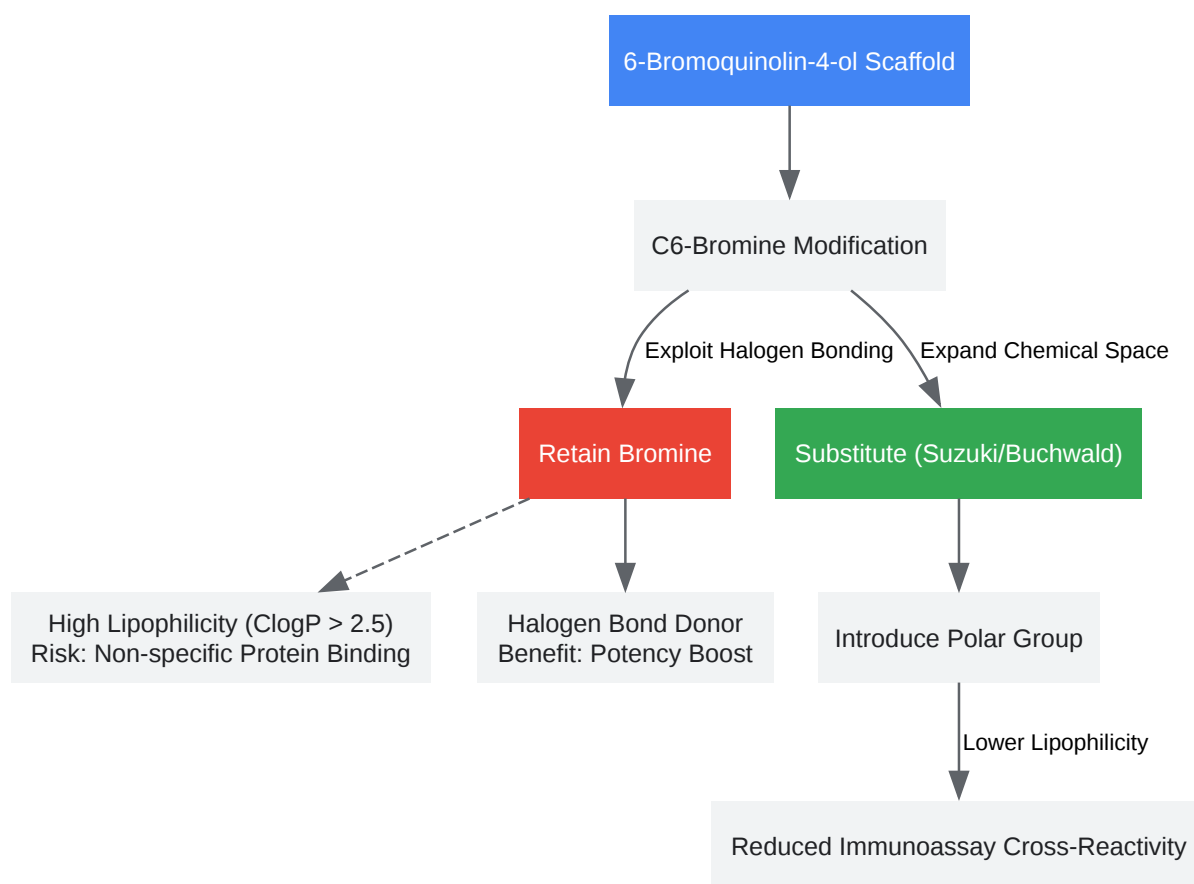 6-Bromoquinolin-4-ol Scaffold
C6-Bromine Modification
Exploit Halogen Bonding
Expand Chemical Space
Retain Bromine
Substitute (Suzuki/Buchwald)
High Lipophilicity (ClogP > 2.5)
Risk: Non-specific Protein Binding
Halogen Bond Donor
Benefit: Potency Boost
Introduce Polar Group
Lower Lipophilicity
Reduced Immunoassay Cross-Reactivity